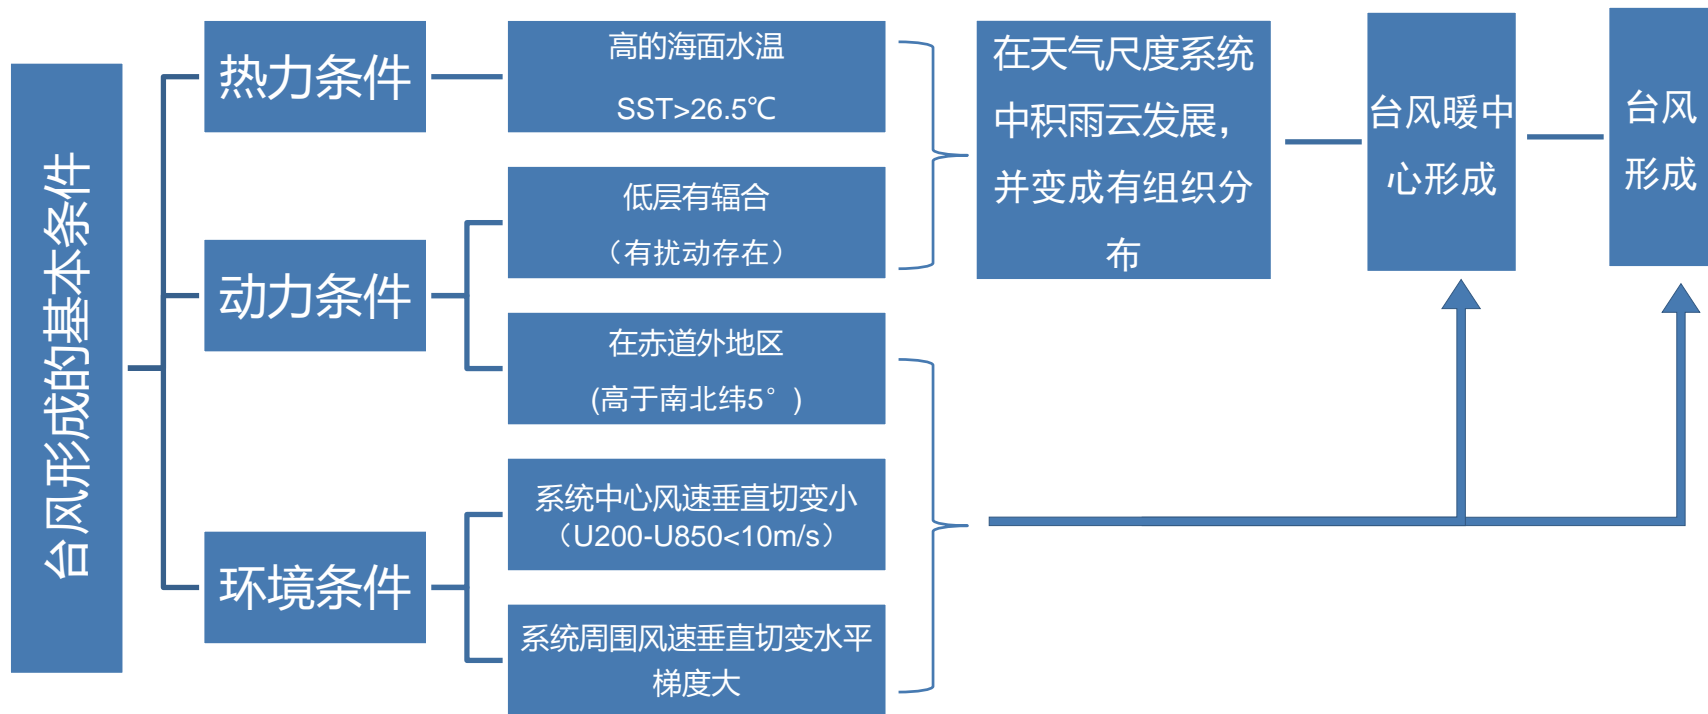 台风形成的基本条件
热力条件
动力条件
环境条件
高的海面水温
SST>26.5℃
低层有辐合
（有扰动存在）
在赤道外地区
(高于南北纬5°)
系统中心风速垂直切变小
（U200-U850<10m/s）
系统周围风速垂直切变水平
梯度大
在天气尺度系统
中积雨云发展，
并变成有组织分
布
台风暖中
心形成
台风
形成